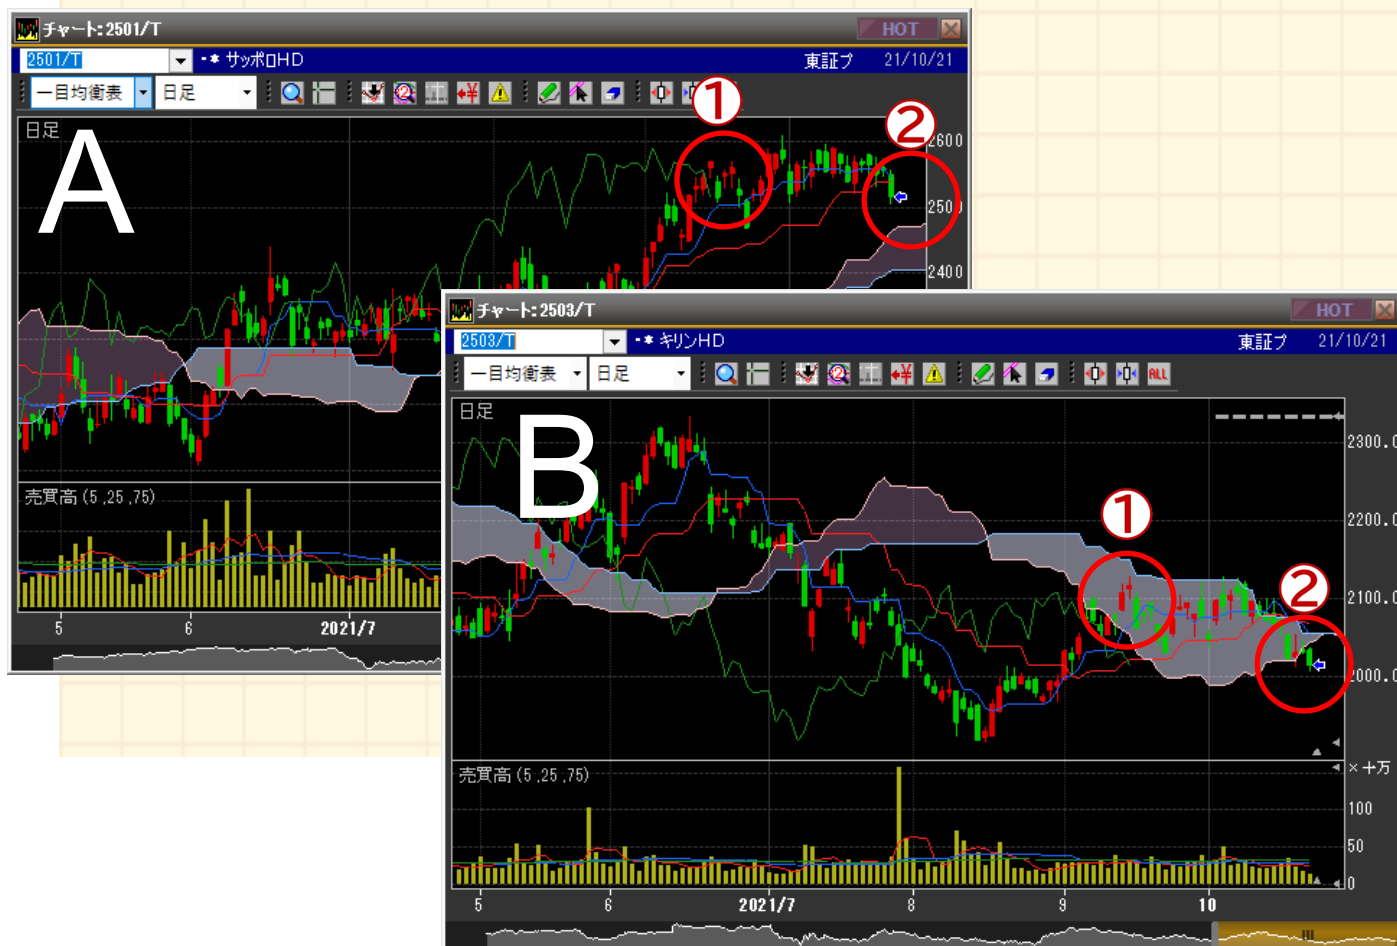 チャート:2501/T
HOT
2501/T
-* サッポロHD
東証プ 21/10/21
一目均衡表
日足
①
②
日足
A
2600
2500
2400
売買高 (5 ,25 ,75)
5
6
2021/7
チャート:2503/T
HOT
2503/T
-* キリンHD
東証プ 21/10/21
一目均衡表
日足
ALL
日足
B
①
②
2300.0
2200.0
2100.0
2000.0
売買高 (5 ,25 ,75)
×十万
100
50
0
5
6
2021/7
8
9
10